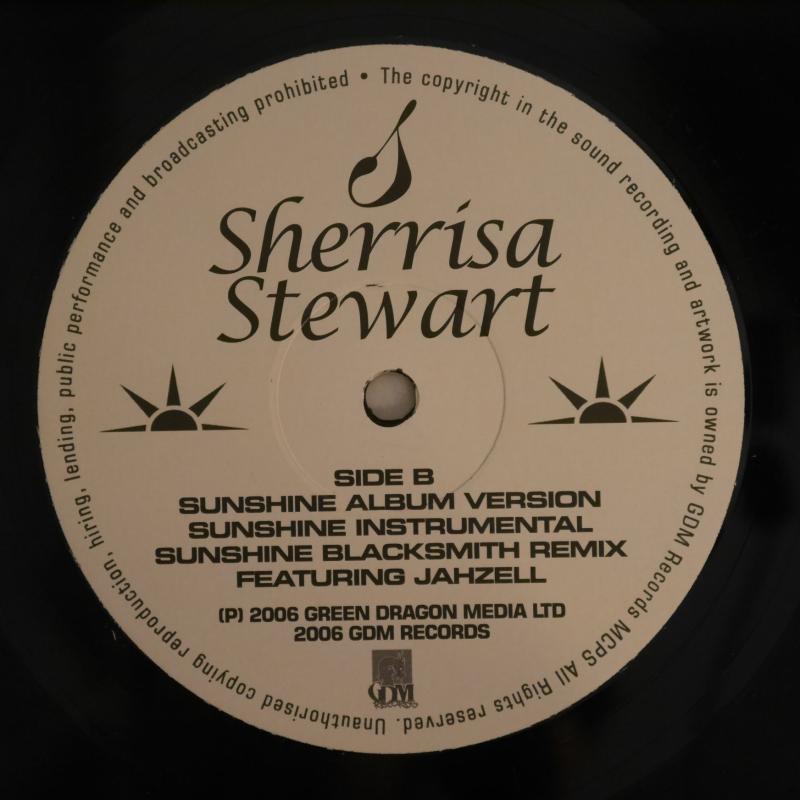 Sherrisa
Stewart
SIDE B
SUNSHINE ALBUM VERSION
SUNSHINE INSTRUMENTAL
SUNSHINE BLACKSMITH REMIX
FEATURING JAHZELL
(P) 2006 GREEN DRAGON MEDIA LTD
2006 GDM RECORDS
GDM
RECORDS
• The copyright in the sound recording and artwork is owned by GDM Records MCPS All Rights reserved. Unauthorised copying reproduction, hiring, lending, public performance and broadcasting prohibited